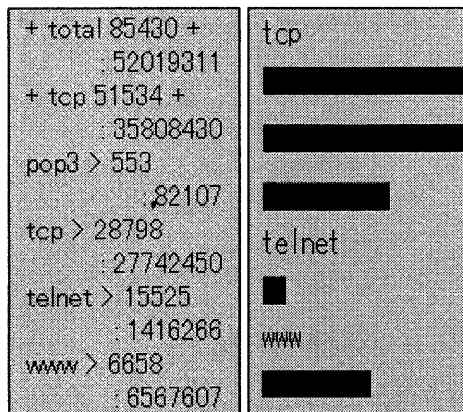 + total 85430 +
: 52019311
+ tcp 51534 +
: 35808430
pop3 > 553
: 82107
tcp > 28798
: 27742450
telnet > 15525
: 1416266
www > 6658
: 6567607
tcp
telnet
www